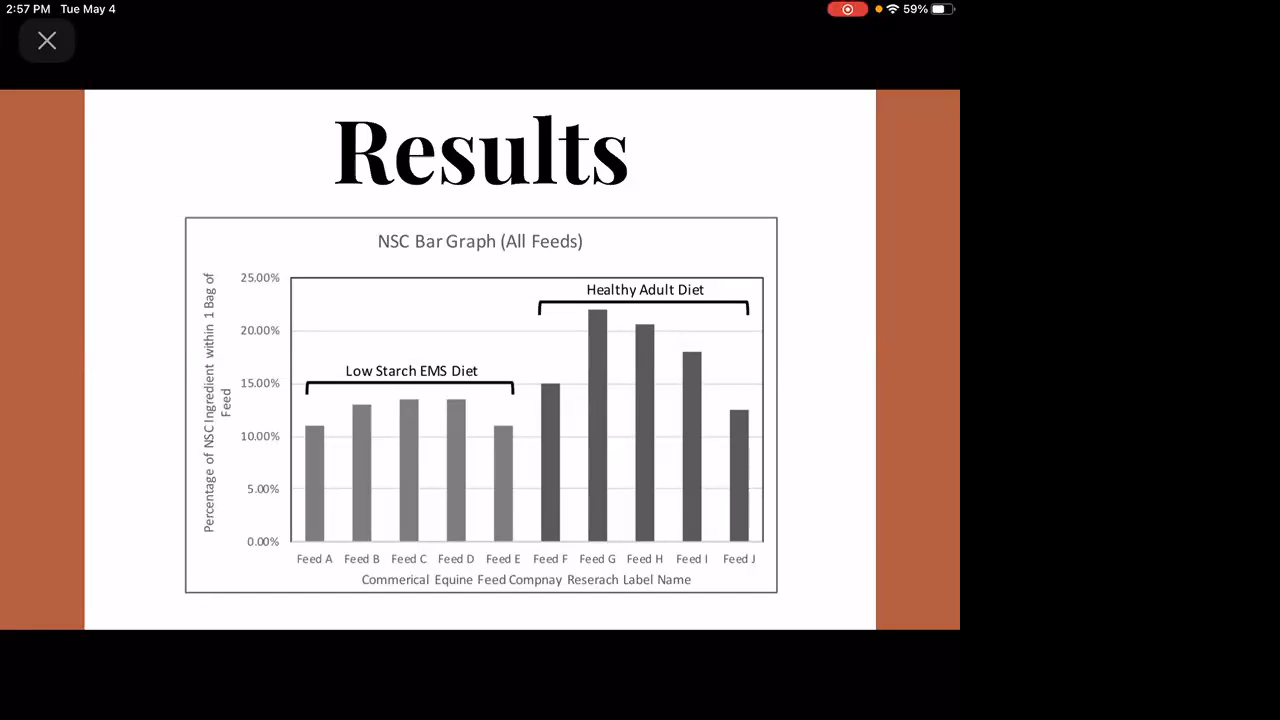 2:57 PM Tue May 4
59%
Results
NSC Bar Graph (All Feeds)
Percentage of NSC Ingredient within 1 Bag of
Feed
25.00%
20.00%
15.00%
10.00%
5.00%
0.00%
Low Starch EMS Diet
Healthy Adult Diet
Feed A Feed B Feed C Feed D Feed E Feed F Feed G Feed H Feed I Feed J
Commerical Equine Feed Compnay Reserach Label Name